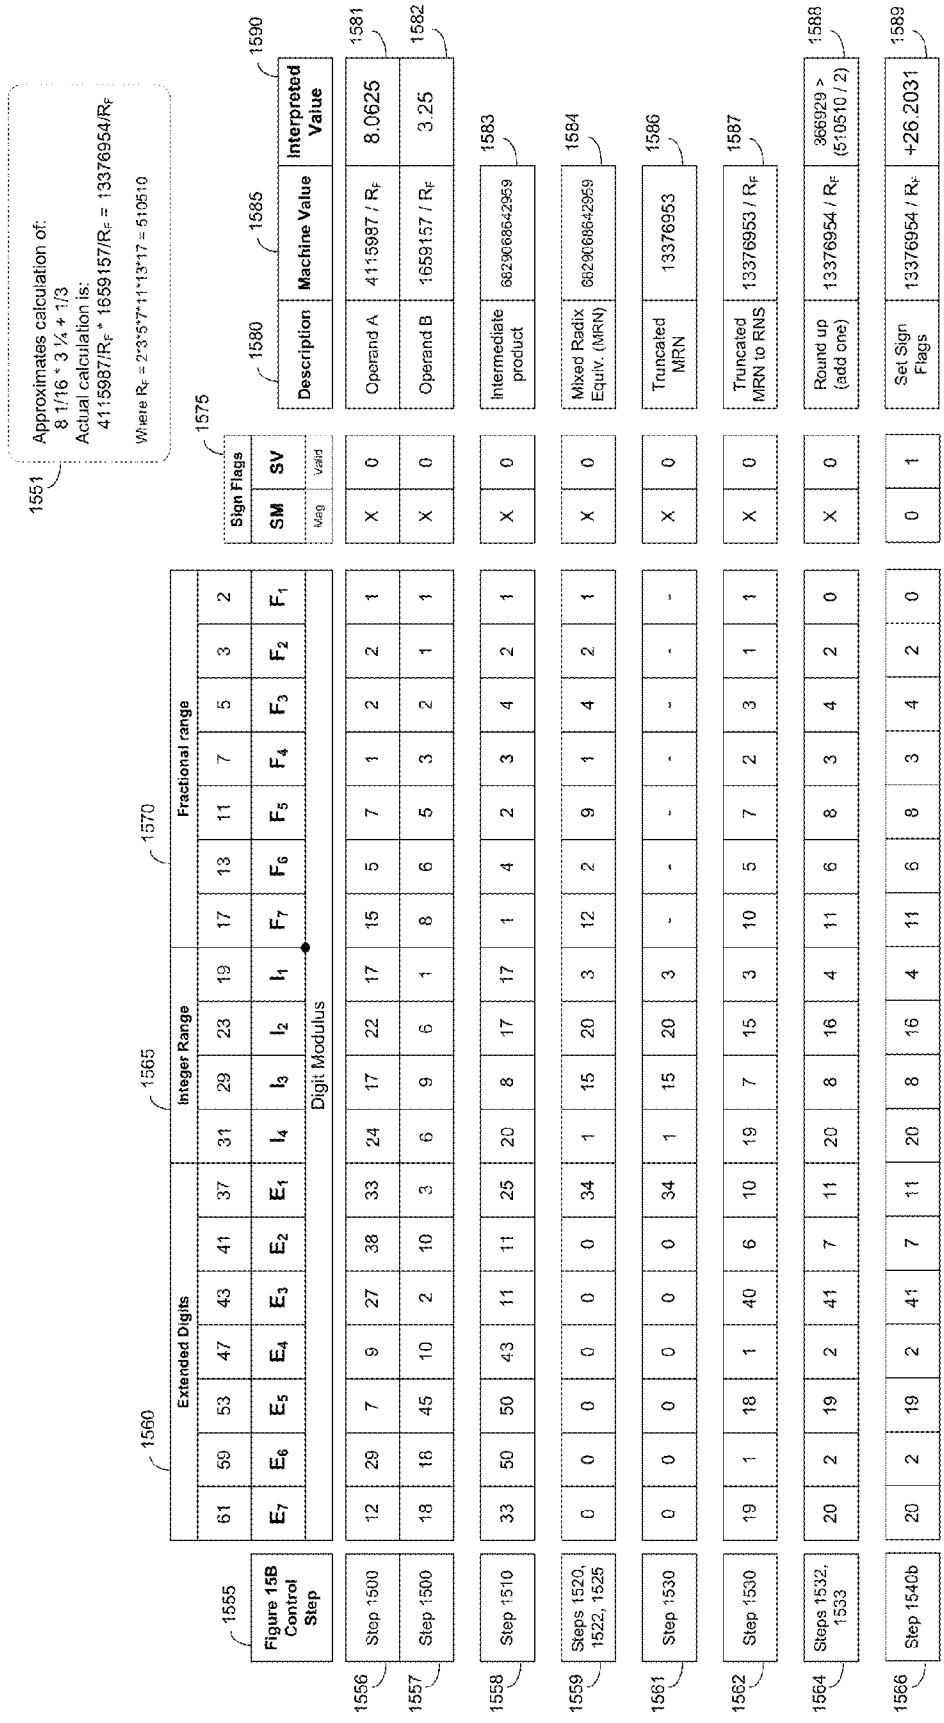 1551
Approximates calculation of:
8 1/16 * 3 ¼ + 1/3
Actual calculation is:
4115987/R_F * 1659157/R_F = 13376954/R_F
Where R_F = 2*3*5*7*11*13*17 = 510510
1555 1560 1565 1570 1575 1580 1585 1590
Extended Digits Integer Range Fractional range Sign Flags
61 59 53 47 43 41 37 31 29 23 19 17 13 11 7 5 3 2
Figure 15B Control Step E7 E6 E5 E4 E3 E2 E1 I4 I3 I2 I1 F7 F6 F5 F4 F3 F2 F1 SM SV Description Machine Value Interpreted Value
Digit Modulus Mag Valid
1556 Step 1500 12 29 7 9 27 38 33 24 17 22 17 15 5 7 1 2 2 1 X 0 Operand A 4115987 / R_F 8.0625 1581
1557 Step 1500 18 18 45 10 2 10 3 6 9 6 1 8 6 5 3 2 1 1 X 0 Operand B 1659157 / R_F 3.25 1582
1558 Step 1510 33 50 50 43 11 11 25 20 8 17 17 1 4 2 3 4 2 1 X 0 Intermediate product 6829068642959 1583
1559 Steps 1520, 1522, 1525 0 0 0 0 0 0 34 1 15 20 3 12 2 9 1 4 2 1 X 0 Mixed Radix Equiv. (MRN) 6829068642959 1584
1561 Step 1530 0 0 0 0 0 0 34 1 15 20 3 - - - - - - - X 0 Truncated MRN 13376953 1586
1562 Step 1530 19 1 18 1 40 6 10 19 7 15 3 10 5 7 2 3 1 1 X 0 Truncated MRN to RNS 13376953 / R_F 1587
1564 Steps 1532, 1533 20 2 19 2 41 7 11 20 8 16 4 11 6 8 3 4 2 0 X 0 Round up (add one) 13376954 / R_F 366929 > (510510 / 2) 1588
1566 Step 1540b 20 2 19 2 41 7 11 20 8 16 4 11 6 8 3 4 2 0 0 1 Set Sign Flags 13376954 / R_F +26.2031 1589